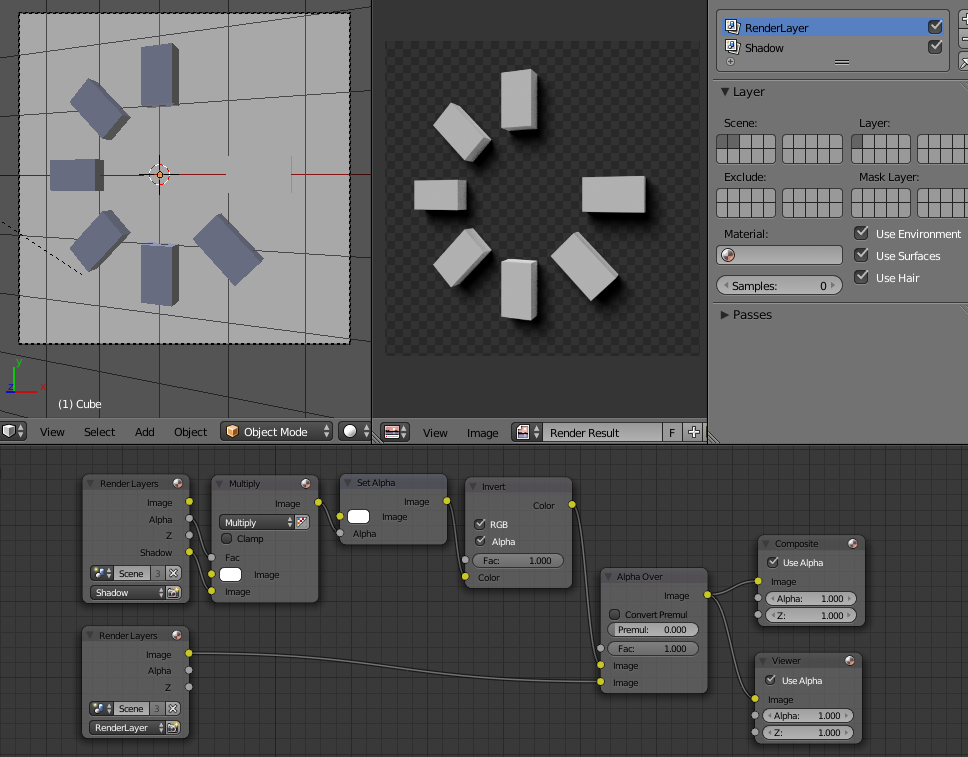 RenderLayer
Shadow
Layer
Scene:
Layer:
Exclude:
Mask Layer:
Material:
Use Environment
Use Surfaces
Samples: 0
Use Hair
Passes
y
z
x
(1) Cube
View Select Add Object Object Mode
View Image Render Result F
Render Layers
Image
Alpha
Z
Shadow
Scene 3
Shadow
Multiply
Image
Multiply
Clamp
Fac
Image
Image
Set Alpha
Image
Image
Alpha
Invert
Color
RGB
Alpha
Fac: 1.000
Color
Render Layers
Image
Alpha
Z
Scene 3
RenderLayer
Alpha Over
Image
Convert Premul
Premul: 0.000
Fac: 1.000
Image
Image
Composite
Use Alpha
Image
Alpha: 1.000
Z: 1.000
Viewer
Use Alpha
Image
Alpha: 1.000
Z: 1.000